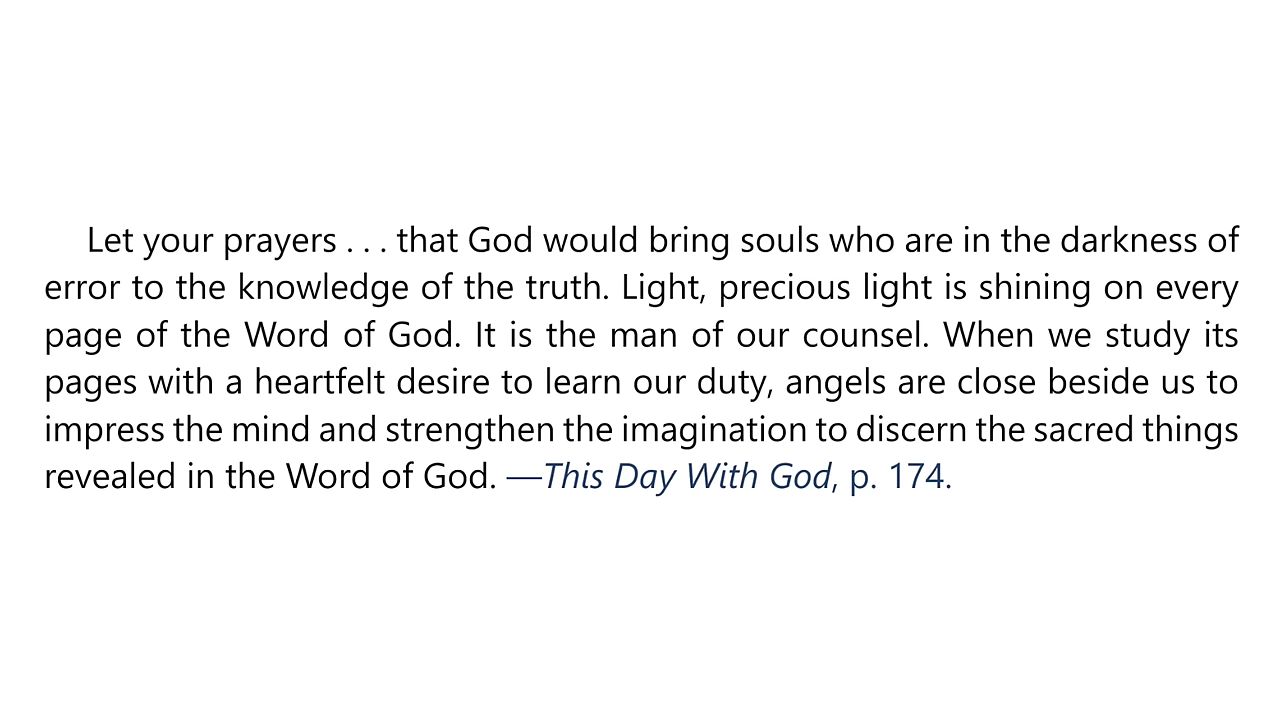 Let your prayers . . . that God would bring souls who are in the darkness of
error to the knowledge of the truth. Light, precious light is shining on every
page of the Word of God. It is the man of our counsel. When we study its
pages with a heartfelt desire to learn our duty, angels are close beside us to
impress the mind and strengthen the imagination to discern the sacred things
revealed in the Word of God. —This Day With God, p. 174.